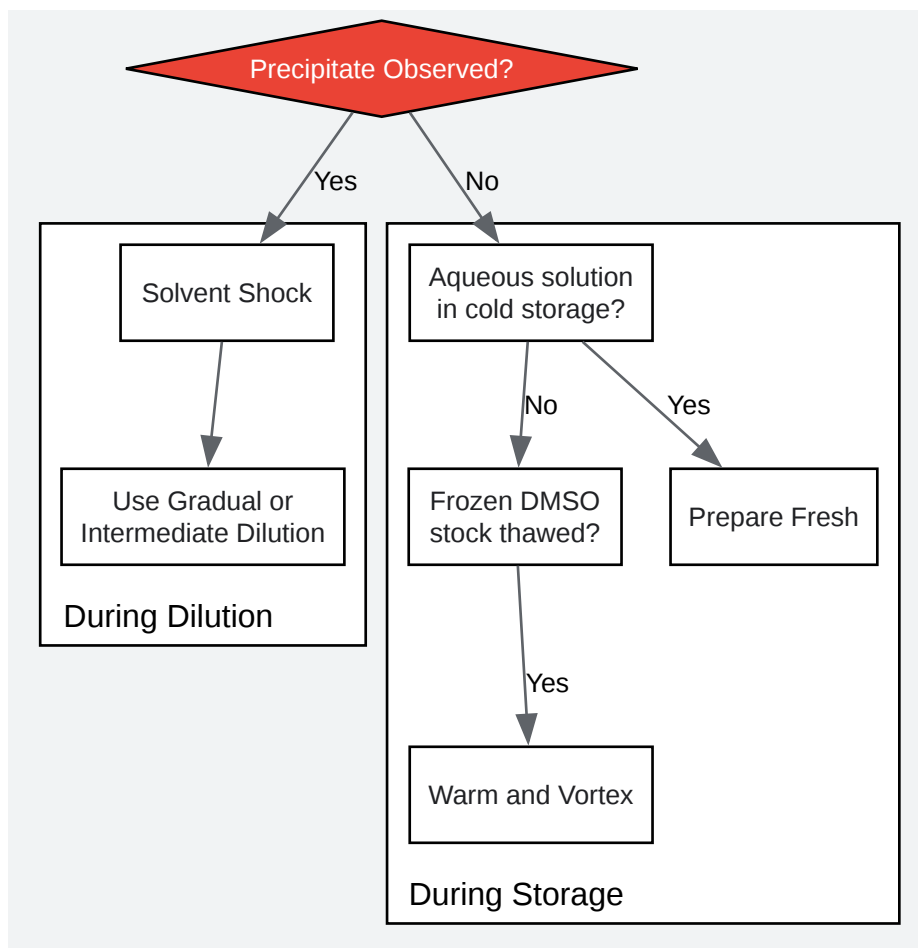 Precipitate Observed?
Yes
No
Solvent Shock
Aqueous solution
in cold storage?
No
Yes
Use Gradual or
Intermediate Dilution
Frozen DMSO
stock thawed?
Prepare Fresh
During Dilution
Yes
Warm and Vortex
During Storage